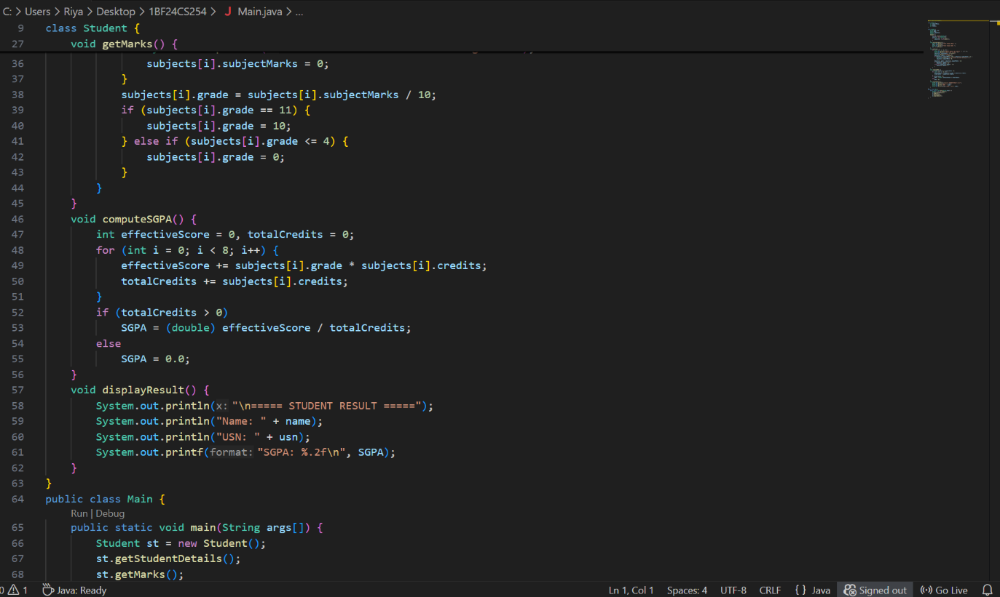 C: > Users > Riya > Desktop > 1BF24CS254 > J Main.java > ...
9 class Student {
27 void getMarks() {
36 subjects[i].subjectMarks = 0;
37 }
38 subjects[i].grade = subjects[i].subjectMarks / 10;
39 if (subjects[i].grade == 11) {
40 subjects[i].grade = 10;
41 } else if (subjects[i].grade <= 4) {
42 subjects[i].grade = 0;
43 }
44 }
45 }
46 void computeSGPA() {
47 int effectiveScore = 0, totalCredits = 0;
48 for (int i = 0; i < 8; i++) {
49 effectiveScore += subjects[i].grade * subjects[i].credits;
50 totalCredits += subjects[i].credits;
51 }
52 if (totalCredits > 0)
53 SGPA = (double) effectiveScore / totalCredits;
54 else
55 SGPA = 0.0;
56 }
57 void displayResult() {
58 System.out.println(x: "\n===== STUDENT RESULT =====");
59 System.out.println("Name: " + name);
60 System.out.println("USN: " + usn);
61 System.out.printf(format: "SGPA: %.2f\n", SGPA);
62 }
63 }
64 public class Main {
Run | Debug
65 public static void main(String args[]) {
66 Student st = new Student();
67 st.getStudentDetails();
68 st.getMarks();
0 1 Java: Ready Ln 1, Col 1 Spaces: 4 UTF-8 CRLF { } Java Signed out Go Live